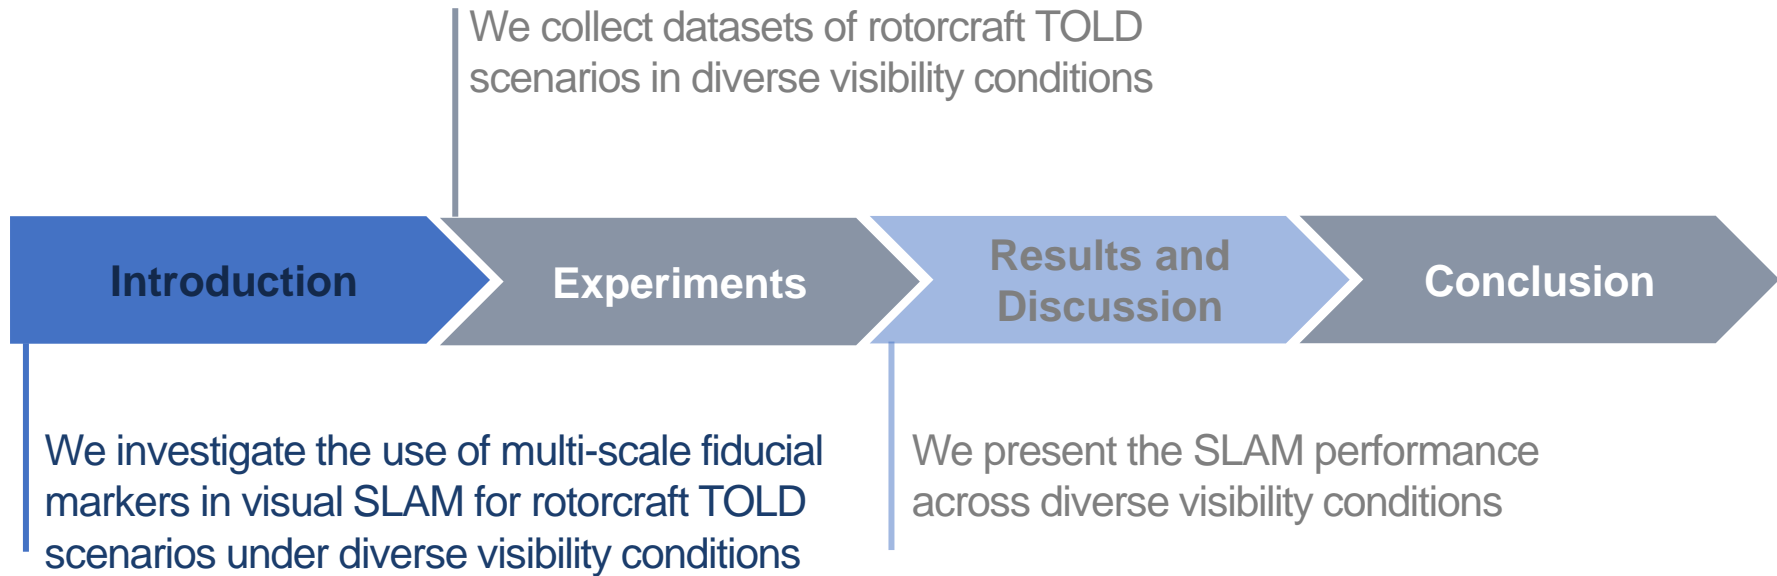 We collect datasets of rotorcraft TOLD
scenarios in diverse visibility conditions
Introduction
Experiments
Results and
Discussion
Conclusion
We investigate the use of multi-scale fiducial
markers in visual SLAM for rotorcraft TOLD
scenarios under diverse visibility conditions
We present the SLAM performance
across diverse visibility conditions